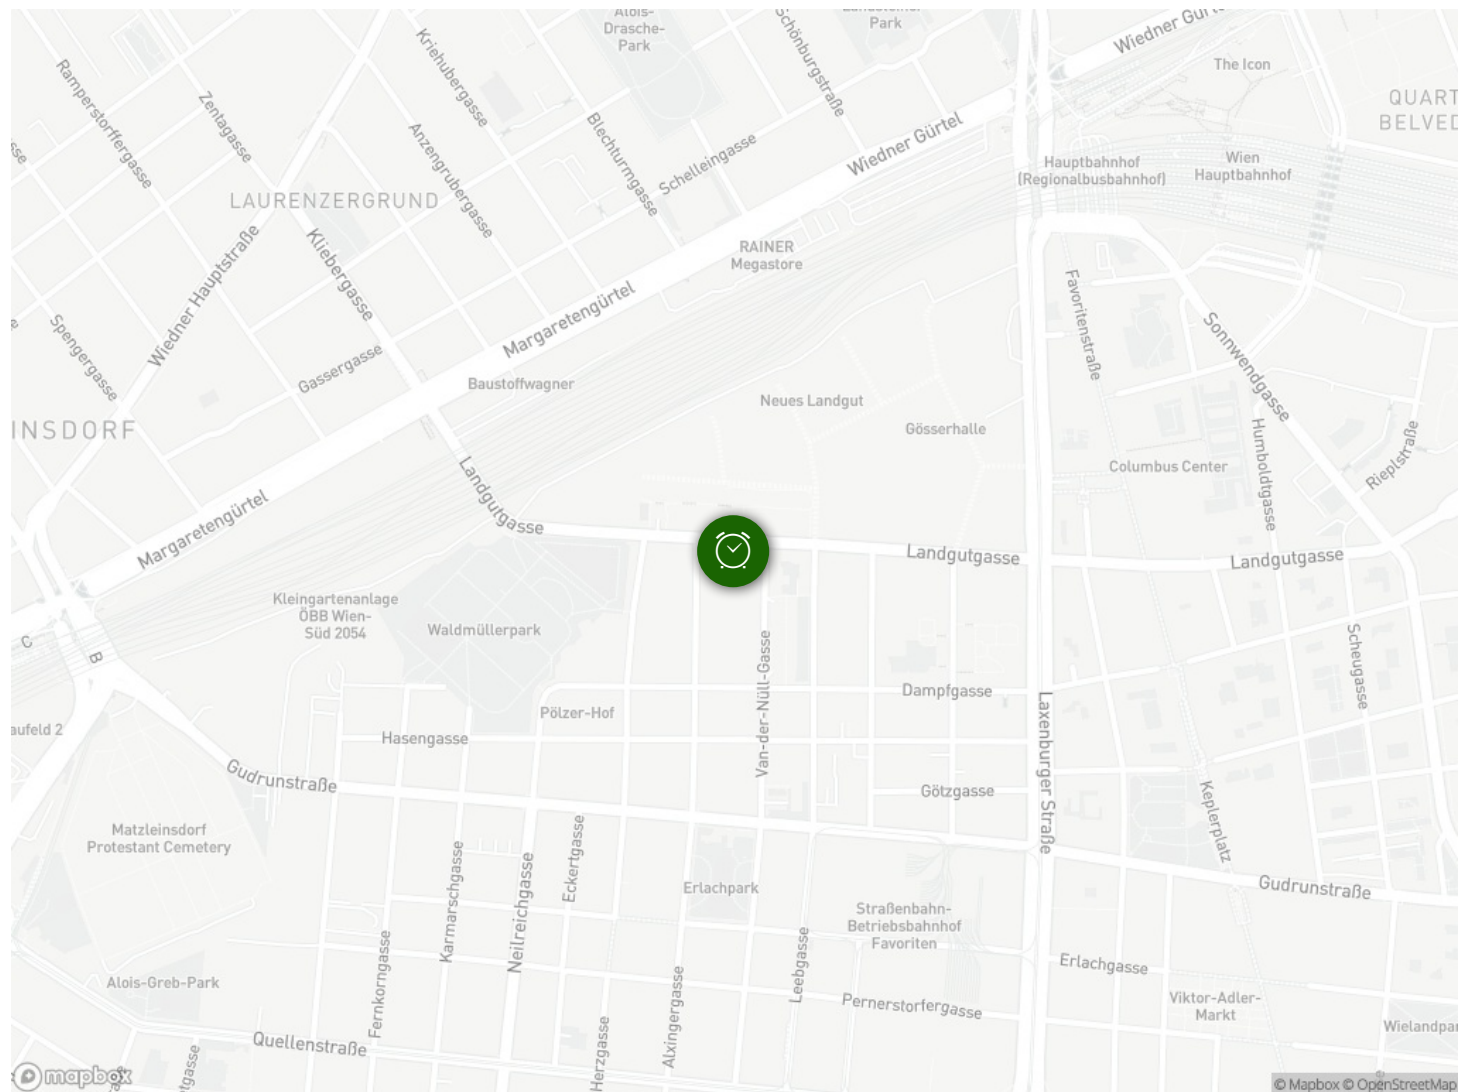 Alois-
Drasche-
Park
Park
Wiedner Gürtel
The Icon
Kriehubergasse
Schönburgstraße
Ramperstorffergasse
Zentagasse
QUART
BELVED
Anzengrubergasse
Blechturmgasse
Schelleingasse
Wiedner Gürtel
Hauptbahnhof
(Regionalbusbahnhof)
Wien
Hauptbahnhof
LAURENZERGRUND
Kliebergasse
Wiedner Hauptstraße
RAINER
Megastore
Favoritenstraße
Sonnwendgasse
Spengergasse
Gassergasse
Margaretengürtel
Baustoffwagner
Neues Landgut
Gösserhalle
INSDORF
Humboldtgasse
Rieplstraße
Columbus Center
Landgutgasse
Margaretengürtel
Landgutgasse
Landgutgasse
Kleingartenanlage
ÖBB Wien-
Süd 2054
Waldmüllerpark
C
B
Van-der-Nüll-Gasse
Scheugasse
Dampfgasse
Pölzer-Hof
aufeld 2
Hasengasse
Laxenburger Straße
Gudrunstraße
Götzgasse
Keplerplatz
Matzleinsdorf
Protestant Cemetery
Karmarschgasse
Neilreichgasse
Eckertgasse
Erlachpark
Gudrunstraße
Straßenbahn-
Betriebsbahnhof
Favoriten
Fernkorngasse
Leebgasse
Erlachgasse
Alois-Greb-Park
Alxingergasse
Pernerstorfergasse
Viktor-Adler-
Markt
Quellenstraße
Herzgasse
Wielandpar
mapbox
© Mapbox © OpenStreetMap